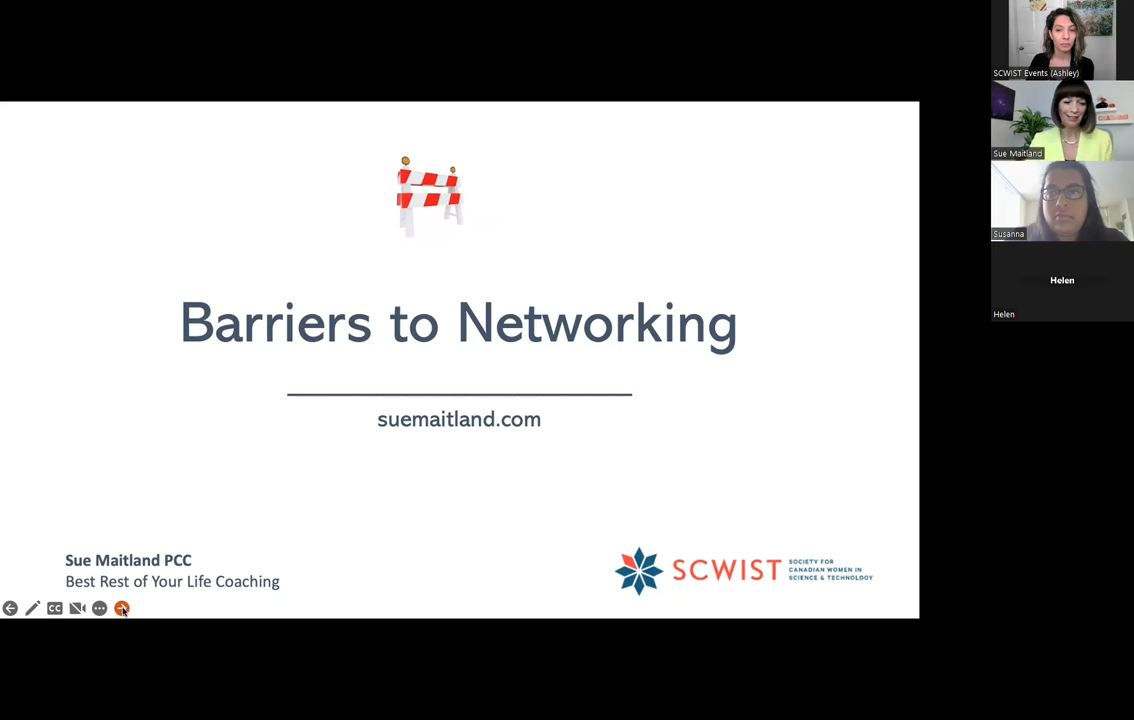 Barriers to Networking
suemaitland.com
Sue Maitland PCC
Best Rest of Your Life Coaching
SCWIST
SOCIETY FOR
CANADIAN WOMEN IN
SCIENCE & TECHNOLOGY
CC
SCWIST Events (Ashley)
Sue Maitland
Susanna
Helen
Helen